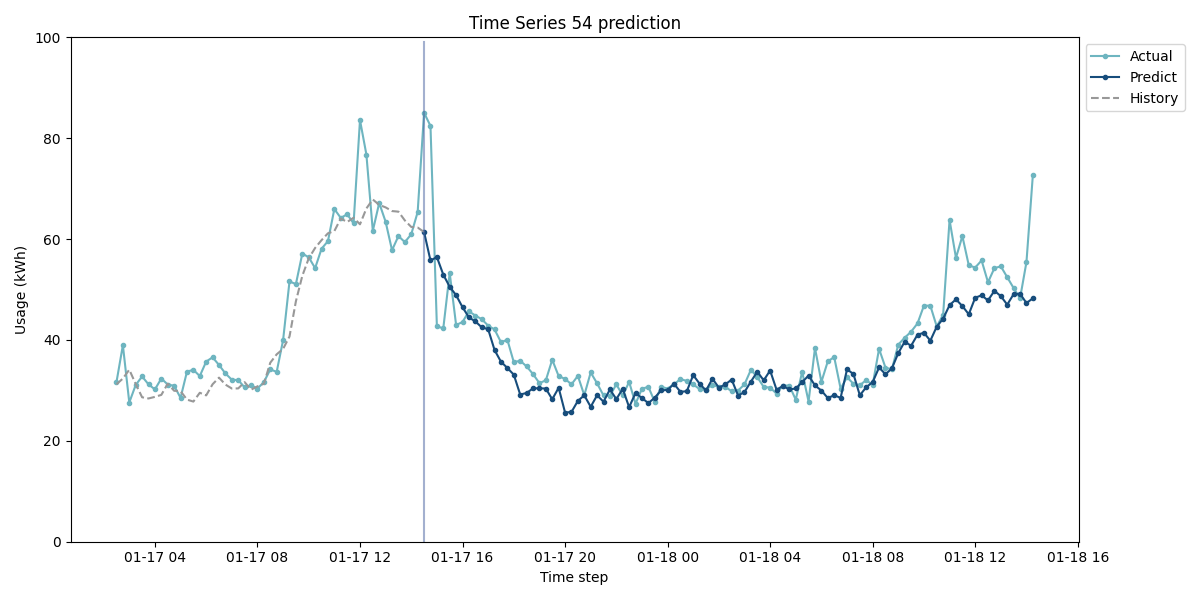 Time Series 54 prediction
100
80
60
40
20
0
Usage (kWh)
01-17 04
01-17 08
01-17 12
01-17 16
01-17 20
01-18 00
01-18 04
01-18 08
01-18 12
01-18 16
Time step
Actual
Predict
History